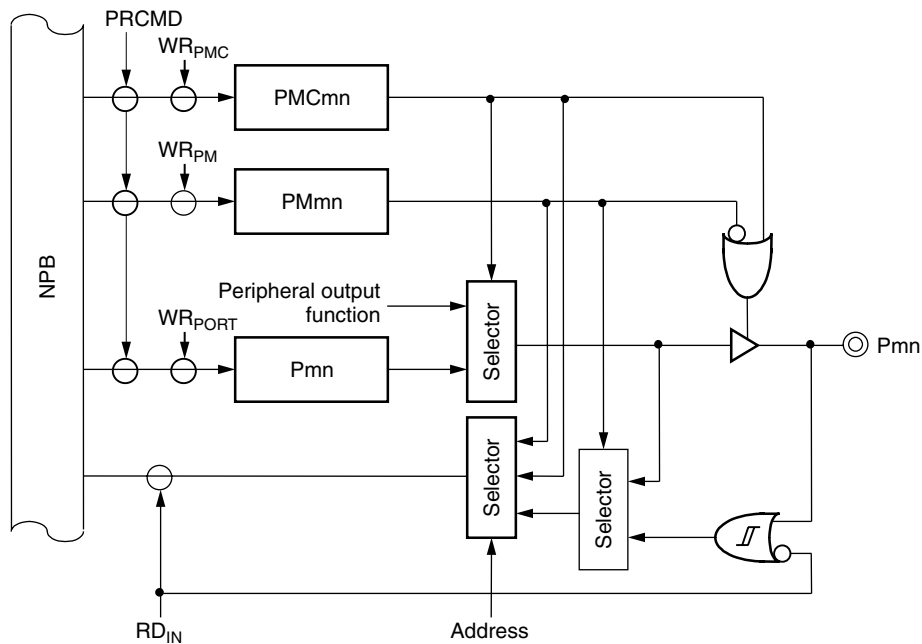 PRCMD
WRPMC
PMCmn
WRPM
PMmn
NPB
Peripheral output
function
WRPORT
Pmn
Selector
Pmn
Selector
Selector
RDIN
Address